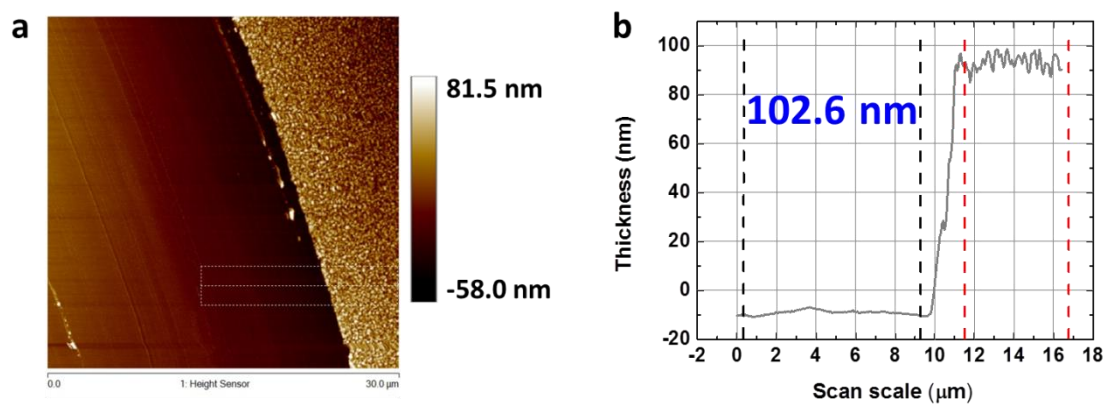 a
81.5 nm
-58.0 nm
0.0
1: Height Sensor
30.0 µm
b
Thickness (nm)
100
80
60
40
20
0
-20
102.6 nm
-2 0 2 4 6 8 10 12 14 16 18
Scan scale (µm)